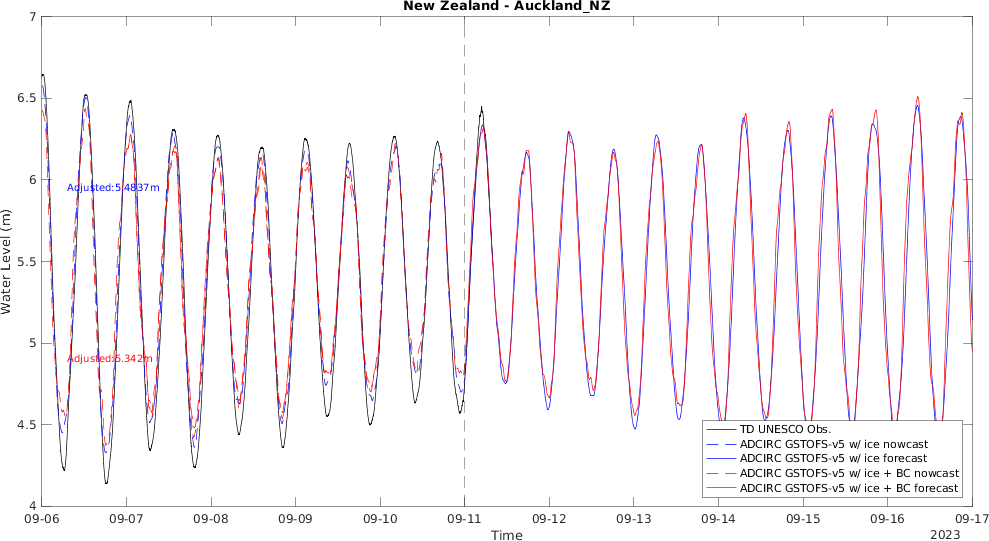 New Zealand - Auckland_NZ
7
6.5
6
5.5
5
4.5
4
Water Level (m)
Adjusted:5.4837m
Adjusted:5.342m
TD UNESCO Obs.
ADCIRC GSTOFS-v5 w/ ice nowcast
ADCIRC GSTOFS-v5 w/ ice forecast
ADCIRC GSTOFS-v5 w/ ice + BC nowcast
ADCIRC GSTOFS-v5 w/ ice + BC forecast
09-06 09-07 09-08 09-09 09-10 09-11 09-12 09-13 09-14 09-15 09-16 09-17
Time
2023